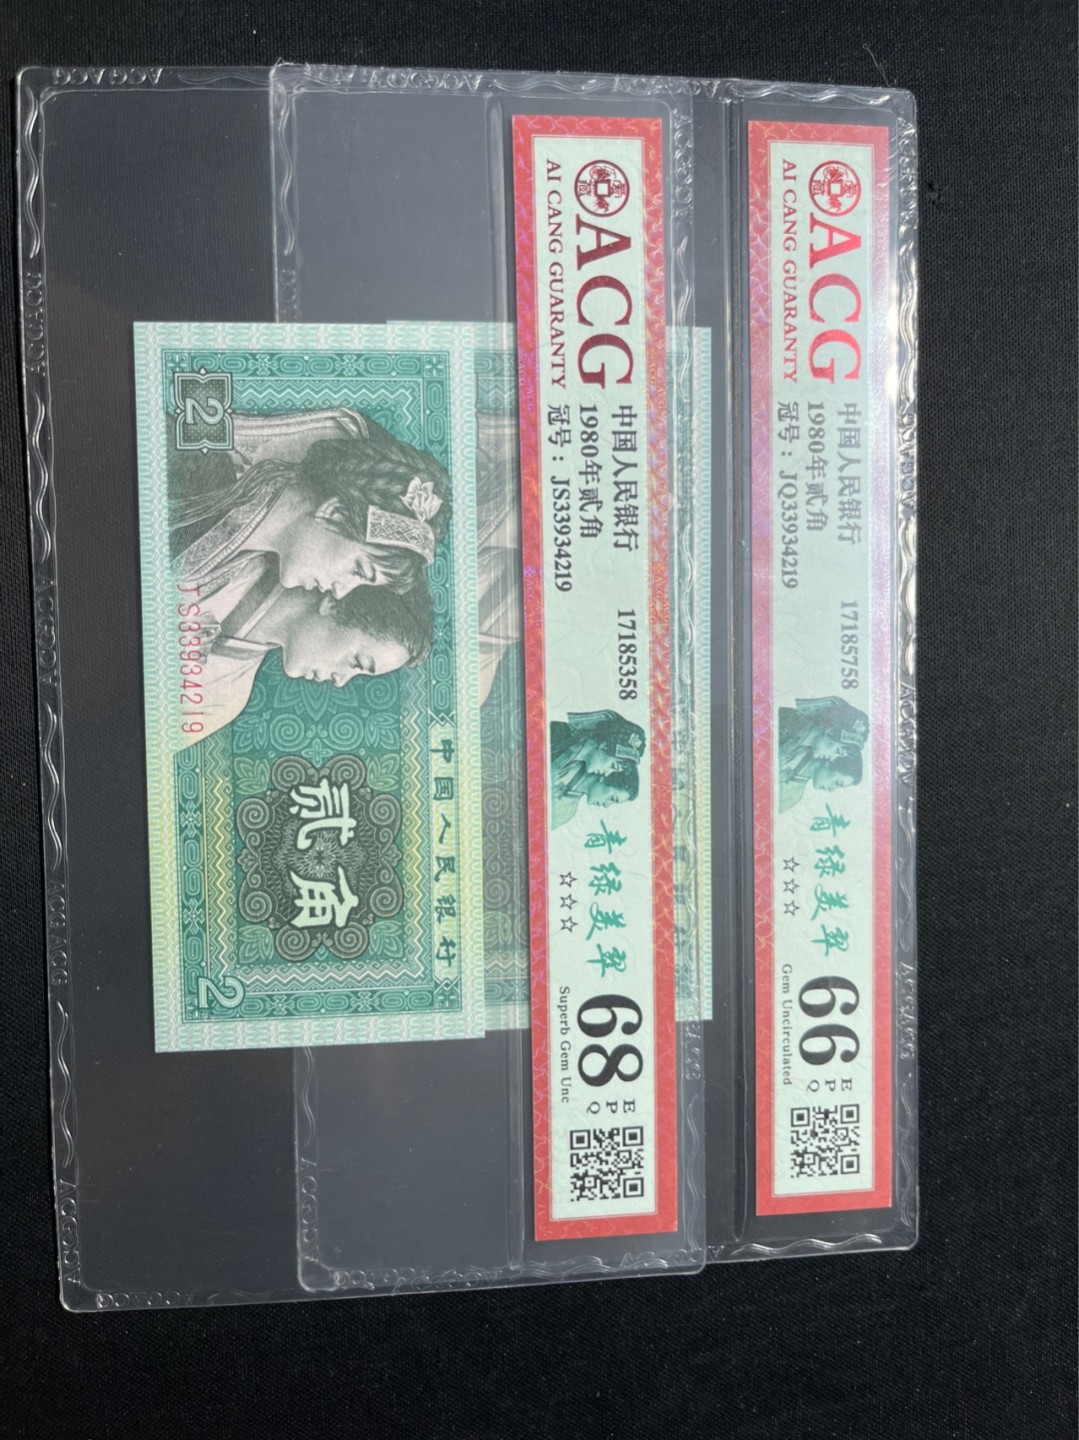 ACG
AI CANG GUARANTY
中国人民银行
1980年贰角
冠号：JQ33934219
17185758
青绿美翠
☆☆☆
66
EPQ
Gem Uncirculated
ACG
AI CANG GUARANTY
中国人民银行
1980年贰角
冠号：JS33934219
17185358
青绿美翠
☆☆☆
68
EPQ
Superb Gem Unc
中国人民银行
贰角
2
2
JS33934219